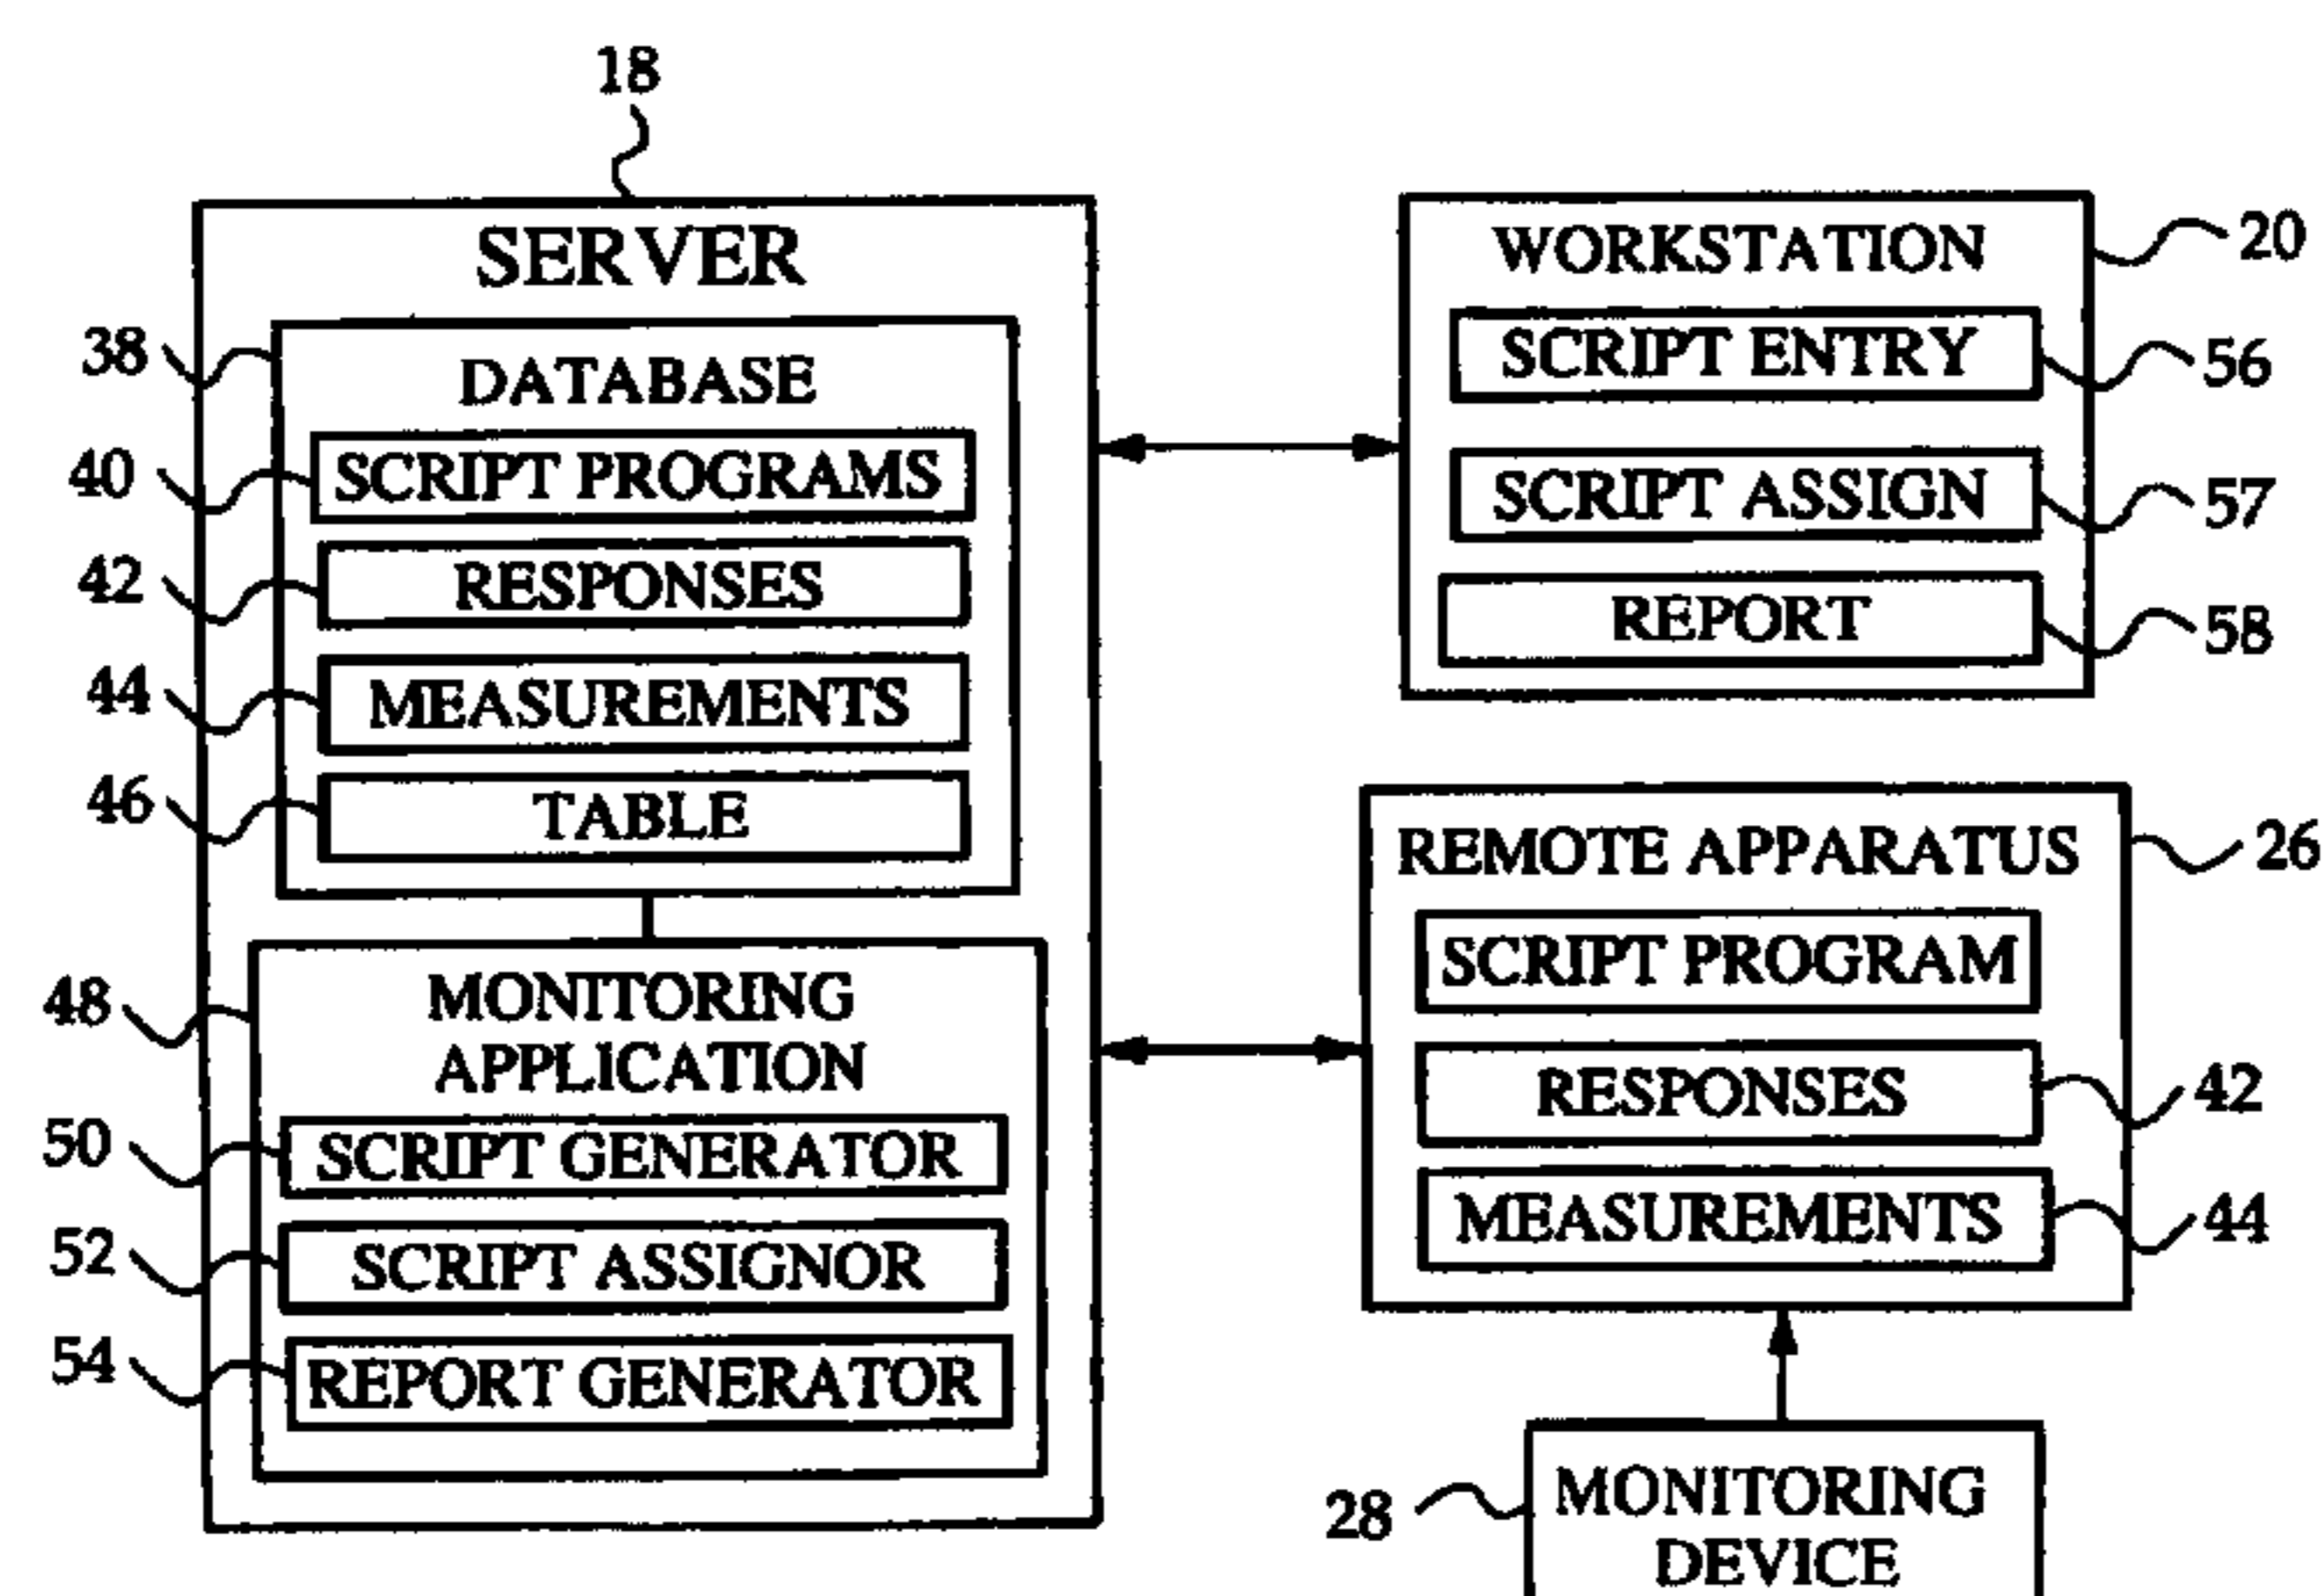 18
SERVER
38
DATABASE
40
SCRIPT PROGRAMS
42
RESPONSES
44
MEASUREMENTS
46
TABLE
48
MONITORING
APPLICATION
50
SCRIPT GENERATOR
52
SCRIPT ASSIGNOR
54
REPORT GENERATOR
WORKSTATION
20
SCRIPT ENTRY
56
SCRIPT ASSIGN
57
REPORT
58
REMOTE APPARATUS
26
SCRIPT PROGRAM
RESPONSES
42
MEASUREMENTS
44
28
MONITORING
DEVICE